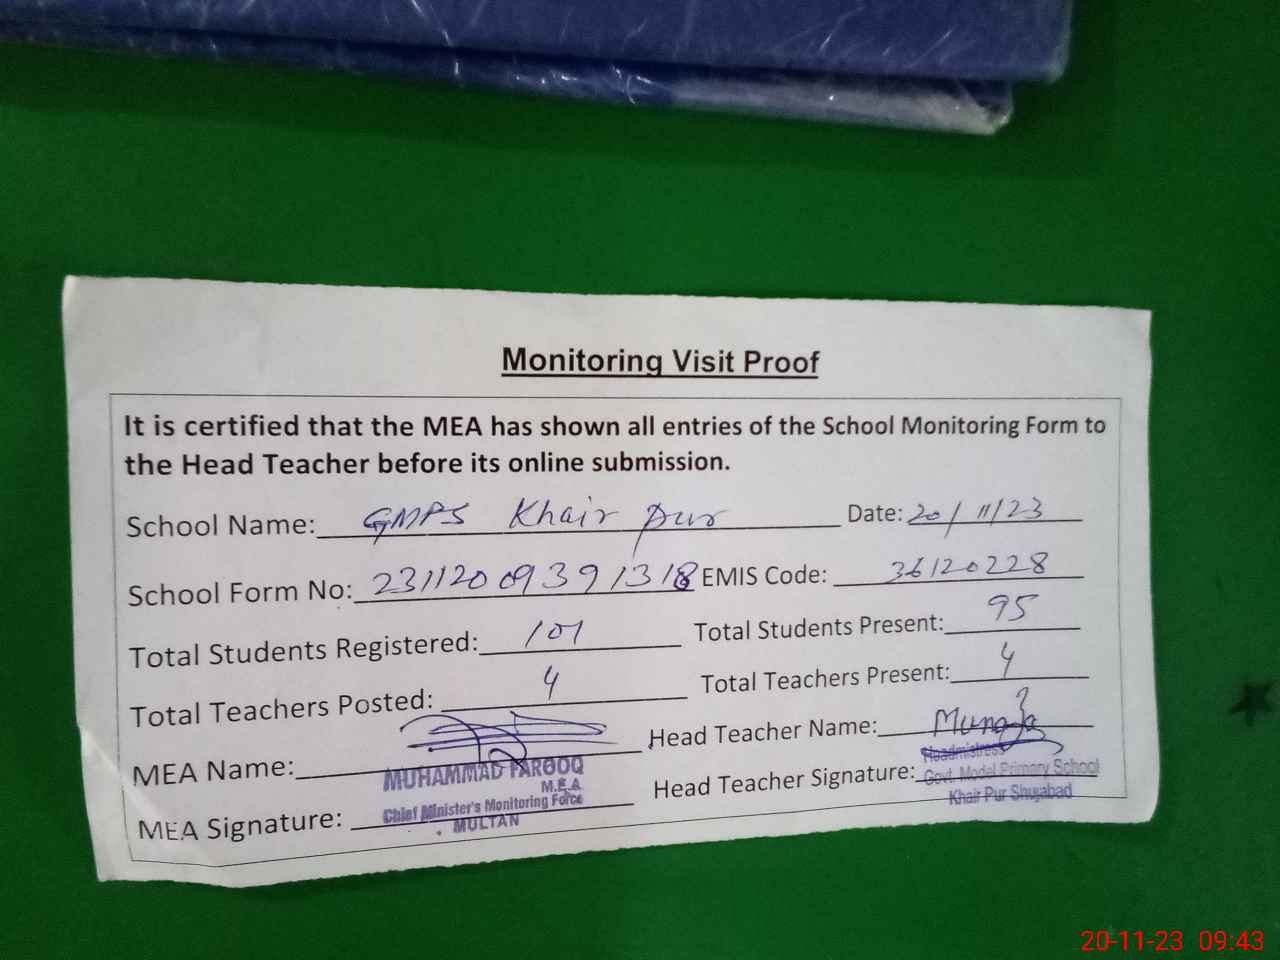 Monitoring Visit Proof
It is certified that the MEA has shown all entries of the School Monitoring Form to
the Head Teacher before its online submission.
School Name: GMPS Khair Pur Date: 20/11/23
School Form No: 23112009391318 EMIS Code: 36120228
Total Students Registered: 101 Total Students Present: 95
Total Teachers Posted: 4 Total Teachers Present: 4
MEA Name: Head Teacher Name:
MUHAMMAD FAROOQ
M.E.A
Chief Minister's Monitoring Force
MULTAN
MEA Signature: Head Teacher Signature:
Headmistress
Govt. Model Primary School
Khair Pur Shujabad
20-11-23 09:43